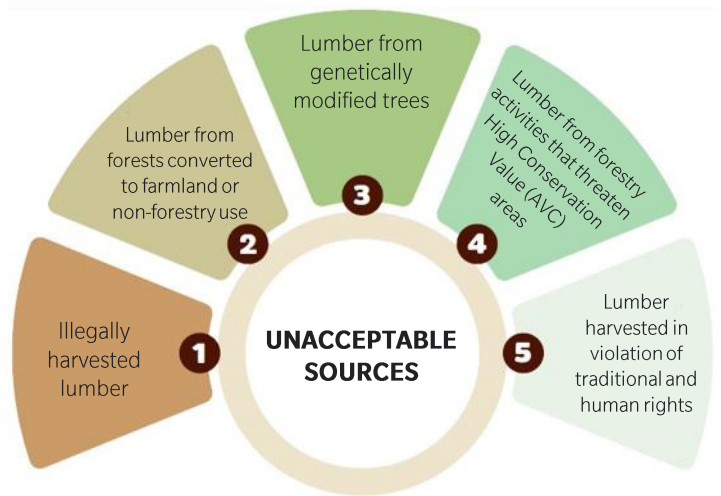 UNACCEPTABLE
SOURCES
1
Illegally
harvested
lumber
2
Lumber from
forests converted
to farmland or
non-forestry use
3
Lumber from
genetically
modified trees
4
Lumber from forestry
activities that threaten
High Conservation
Value (AVC)
areas
5
Lumber
harvested in
violation of
traditional and
human rights